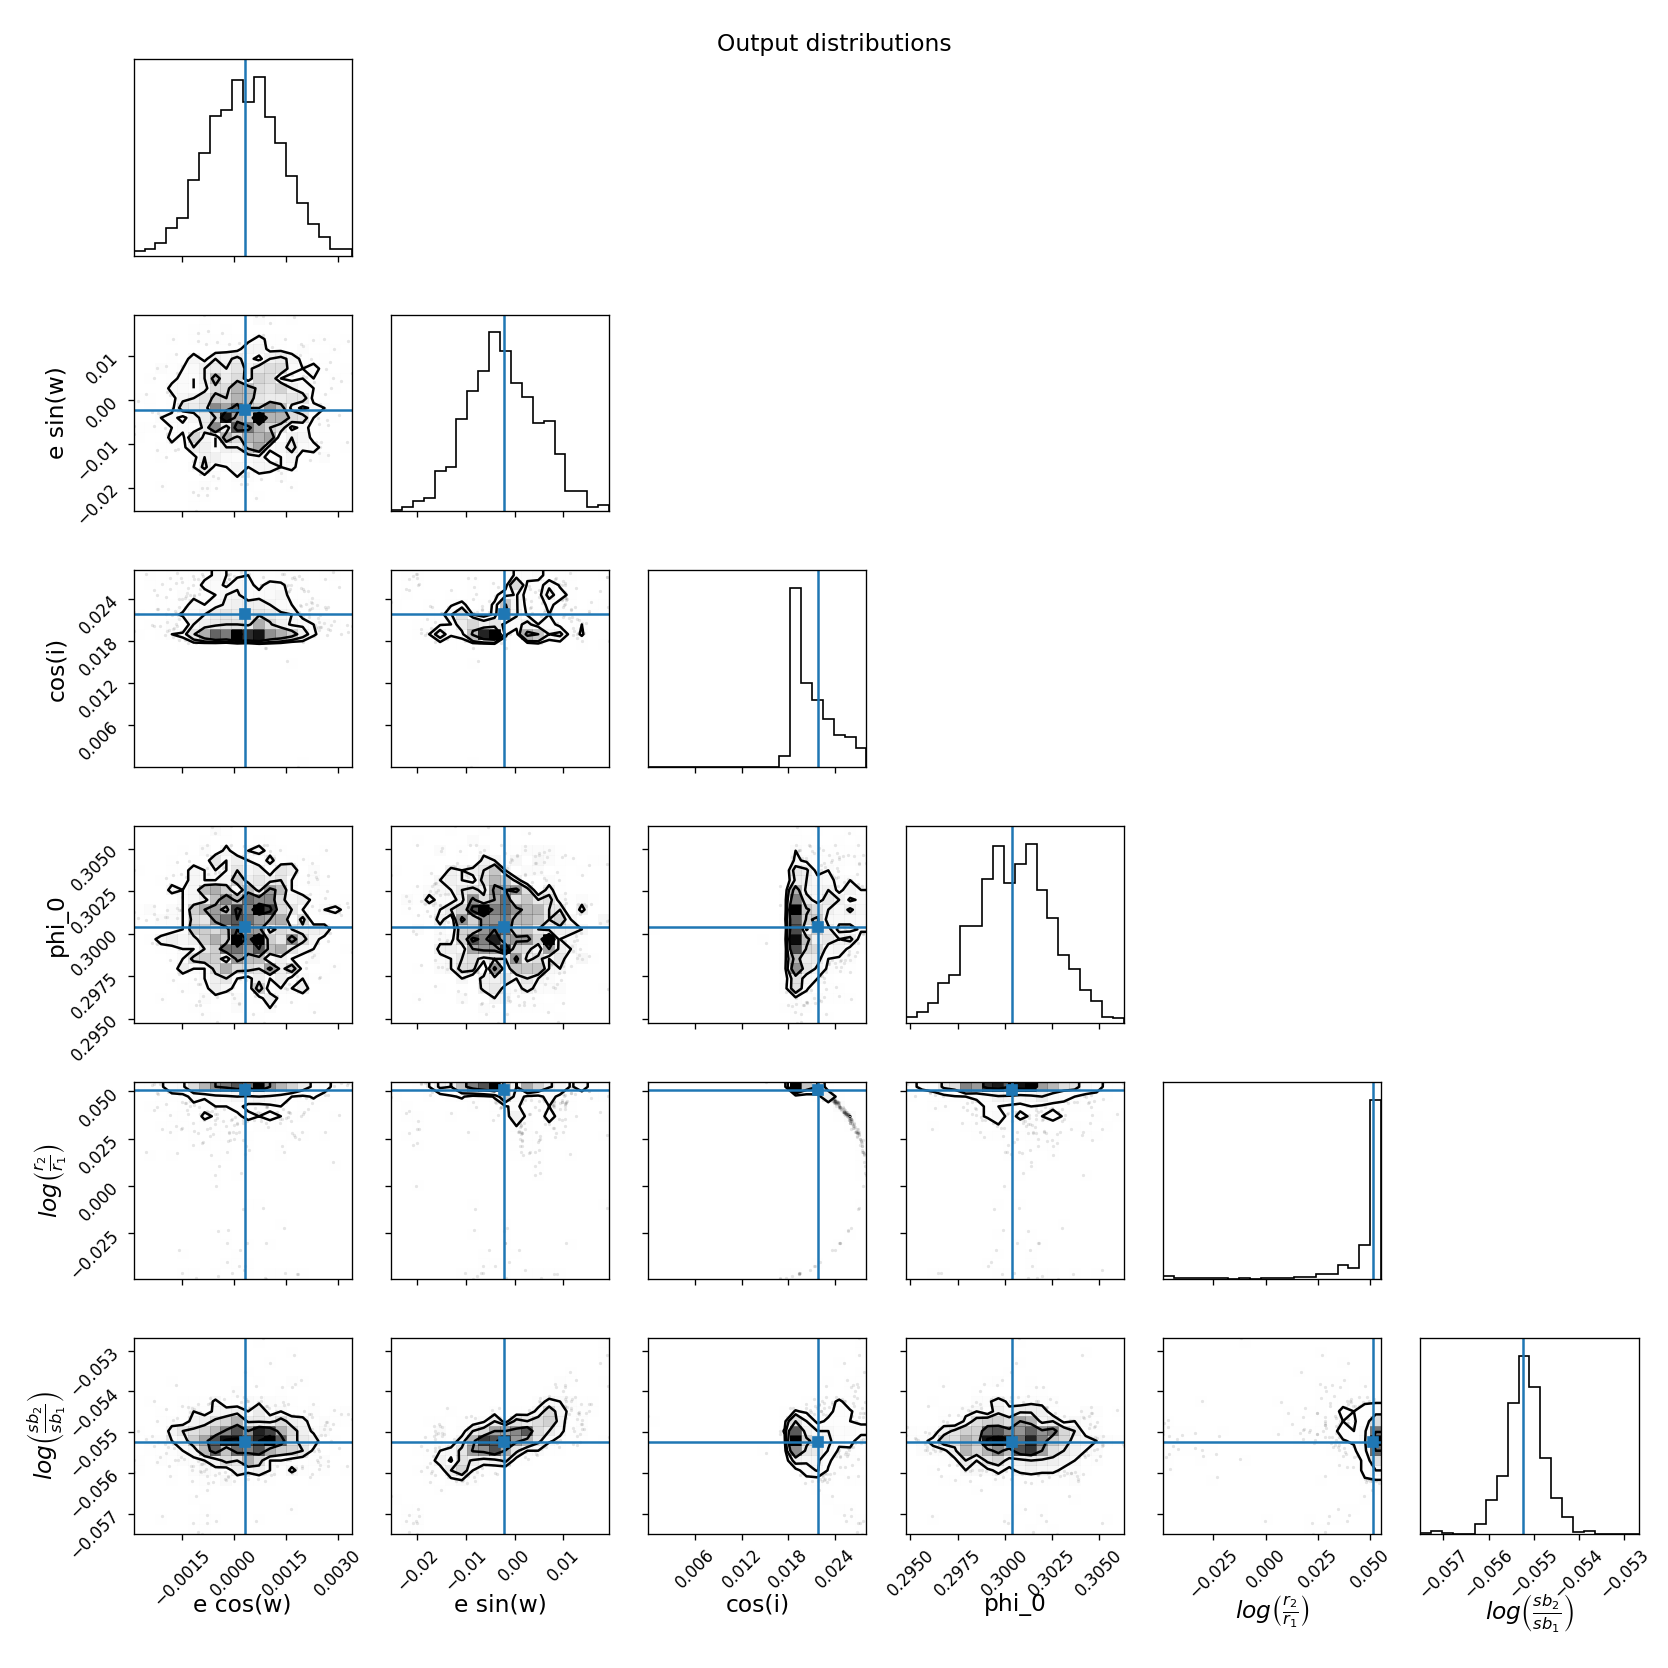 Output distributions
e sin(w)
0.01
0.00
−0.01
−0.02
cos(i)
0.024
0.018
0.012
0.006
phi_0
0.3050
0.3025
0.3000
0.2975
0.2950
log(r₂/r₁)
0.050
0.025
0.000
−0.025
log(sb₂/sb₁)
−0.053
−0.054
−0.055
−0.056
−0.057
−0.0015 0.0000 0.0015 0.0030 −0.02 −0.01 0.00 0.01 0.006 0.012 0.018 0.024 0.2950 0.2975 0.3000 0.3025 0.3050 −0.025 0.000 0.025 0.050 −0.057 −0.056 −0.055 −0.054 −0.053
e cos(w) e sin(w) cos(i) phi_0 log(r₂/r₁) log(sb₂/sb₁)